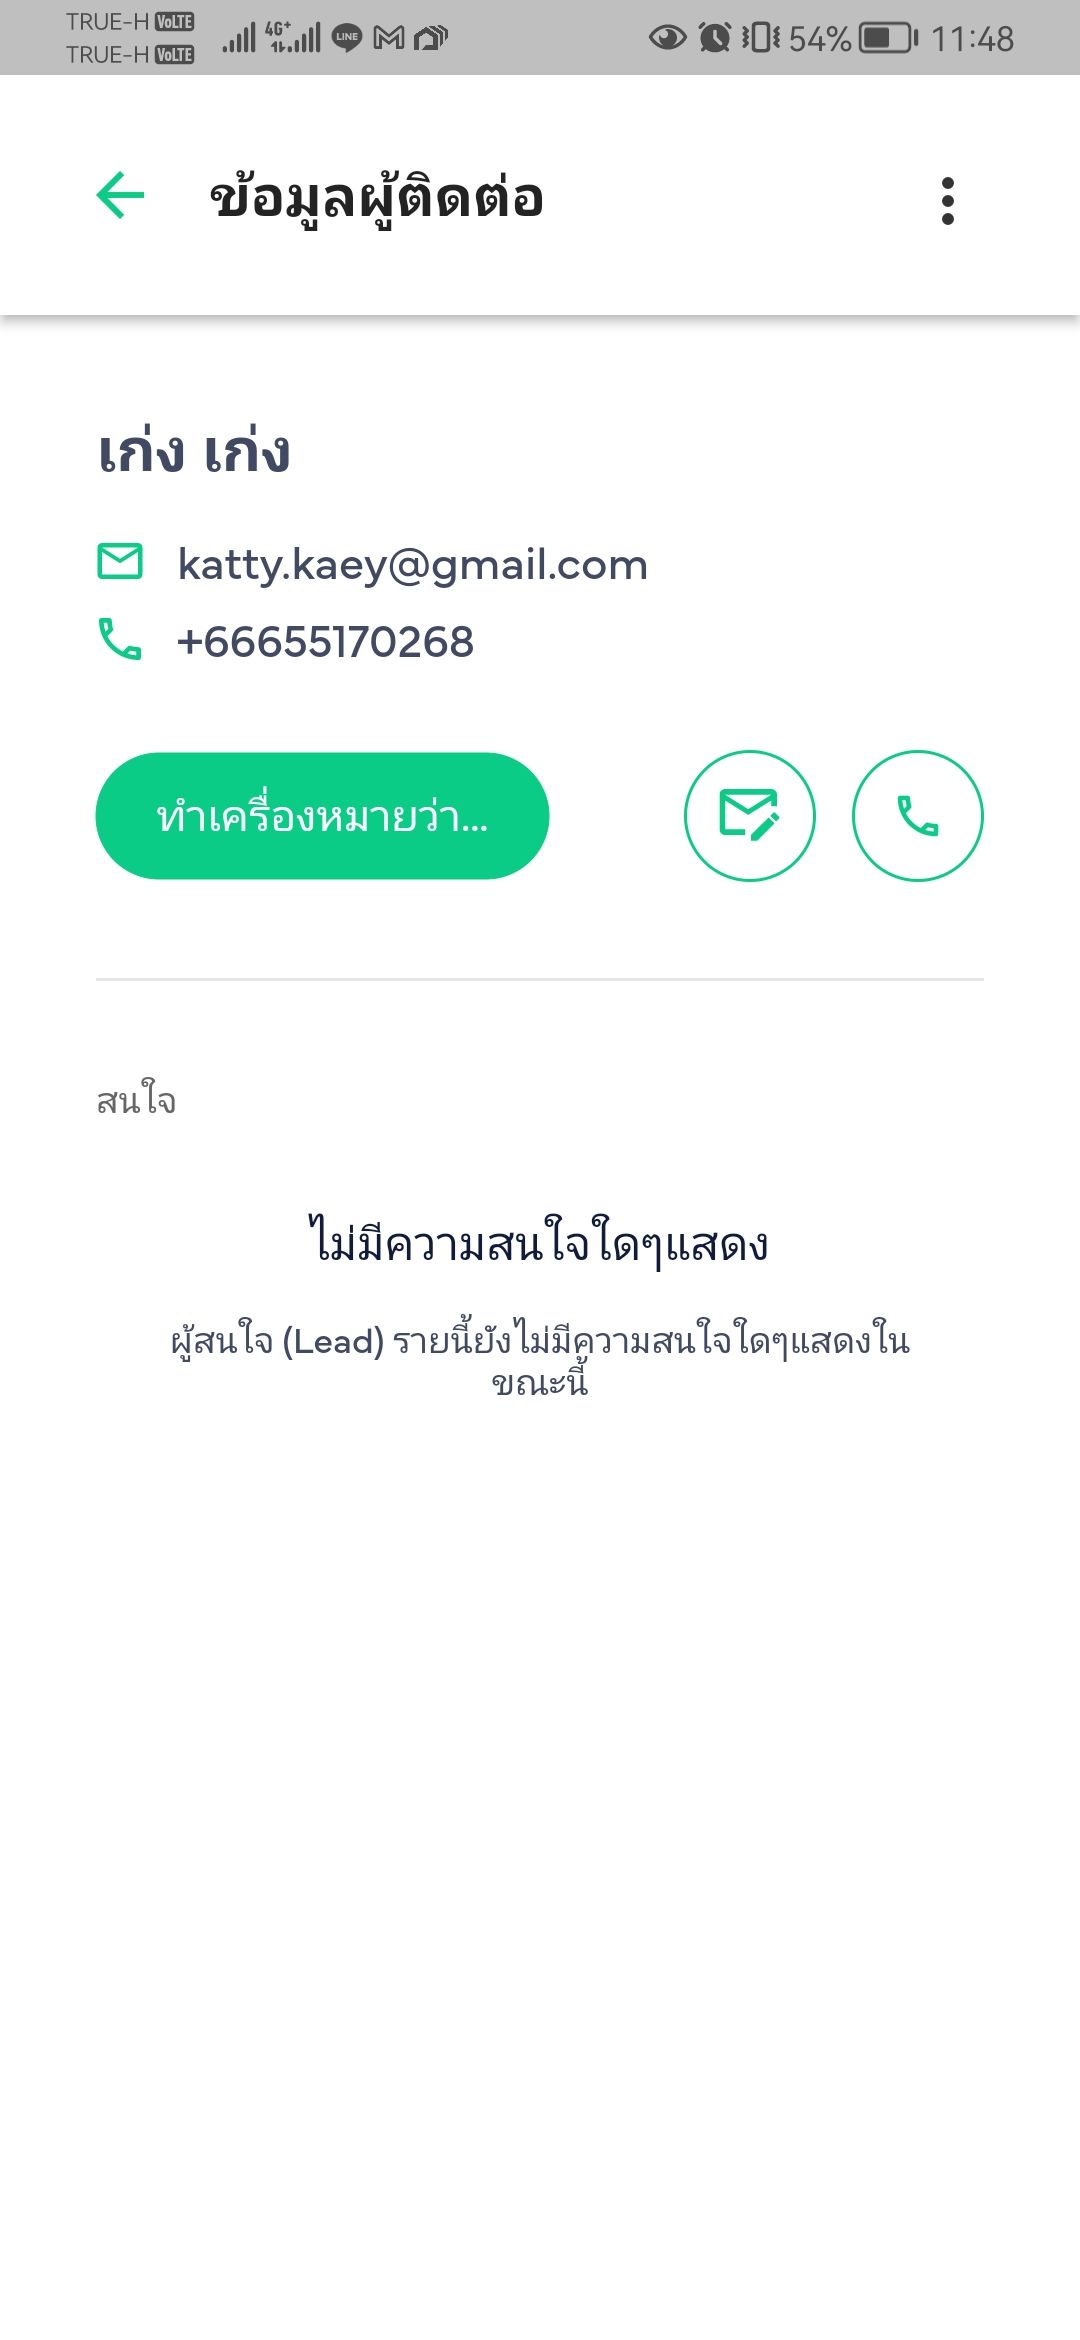 TRUE-H VoLTE
TRUE-H VoLTE
4G+
LINE
54%
11:48
ข้อมูลผู้ติดต่อ
เก่ง เก่ง
katty.kaey@gmail.com
+66655170268
ทำเครื่องหมายว่า...
สนใจ
ไม่มีความสนใจใดๆแสดง
ผู้สนใจ (Lead) รายนี้ยังไม่มีความสนใจใดๆแสดงใน
ขณะนี้